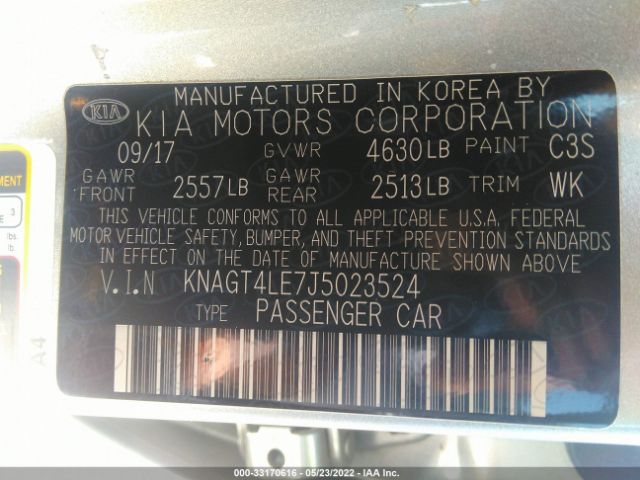 MANUFACTURED IN KOREA BY
KIA KIA MOTORS CORPORATION
09/17 GVWR 4630LB PAINT C3S
GAWR FRONT 2557LB GAWR REAR 2513LB TRIM WK
THIS VEHICLE CONFORMS TO ALL APPLICABLE U.S.A. FEDERAL
MOTOR VEHICLE SAFETY, BUMPER, AND THEFT PREVENTION STANDARDS
IN EFFECT ON THE DATE OF MANUFACTURE SHOWN ABOVE
V.I.N KNAGT4LE7J5023524
TYPE PASSENGER CAR
A4
3
lbs.
lb.
000-33170616 - 05/23/2022 - IAA Inc.